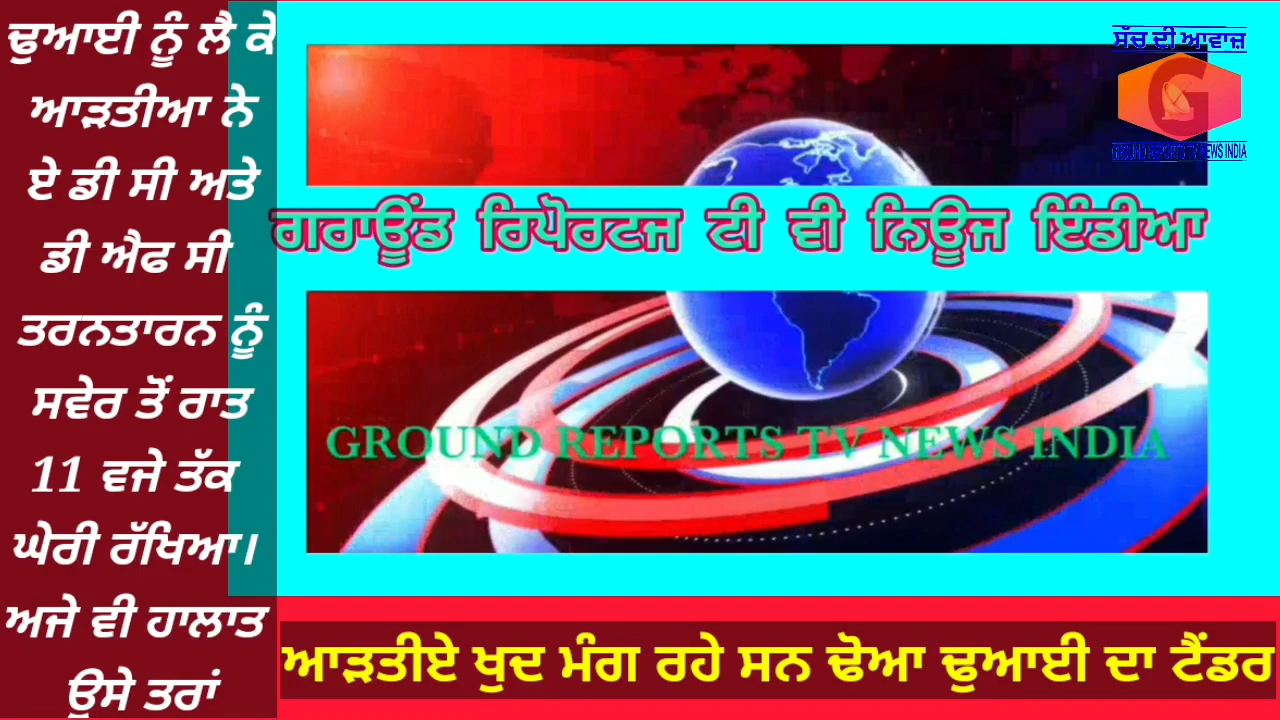 ਢੁਆਈ ਨੂੰ ਲੈ ਕੇ
ਆੜਤੀਆ ਨੇ
ਏ ਡੀ ਸੀ ਅਤੇ
ਡੀ ਐਫ ਸੀ
ਤਰਨਤਾਰਨ ਨੂੰ
ਸਵੇਰ ਤੋਂ ਰਾਤ
11 ਵਜੇ ਤੱਕ
ਘੇਰੀ ਰੱਖਿਆ।
ਅਜੇ ਵੀ ਹਾਲਾਤ
ਉਸੇ ਤਰਾਂ
ਸੱਚ ਦੀ ਆਵਾਜ਼
G
GROUND REPORTS TV NEWS INDIA
ਗਰਾਊਂਡ ਰਿਪੋਰਟਜ ਟੀ ਵੀ ਨਿਊਜ ਇੰਡੀਆ
GROUND REPORTS TV NEWS INDIA
ਆੜਤੀਏ ਖੁਦ ਮੰਗ ਰਹੇ ਸਨ ਢੋਆ ਢੁਆਈ ਦਾ ਟੈਂਡਰ